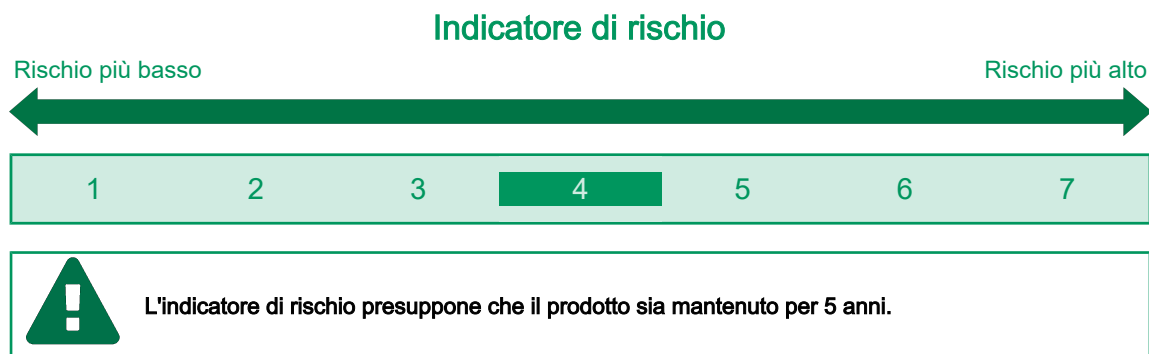 Indicatore di rischio
Rischio più basso Rischio più alto
1 2 3 4 5 6 7
L'indicatore di rischio presuppone che il prodotto sia mantenuto per 5 anni.